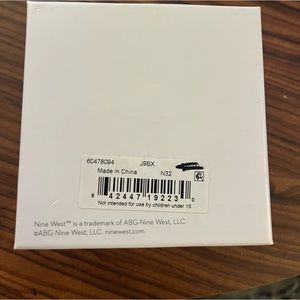 60478094 J9BX
Made In China N32
6 42447 19223 0
Not intended for use by children under 15
Nine West™ is a trademark of ABG-Nine West, LLC.
©ABG-Nine West, LLC. ninewest.com